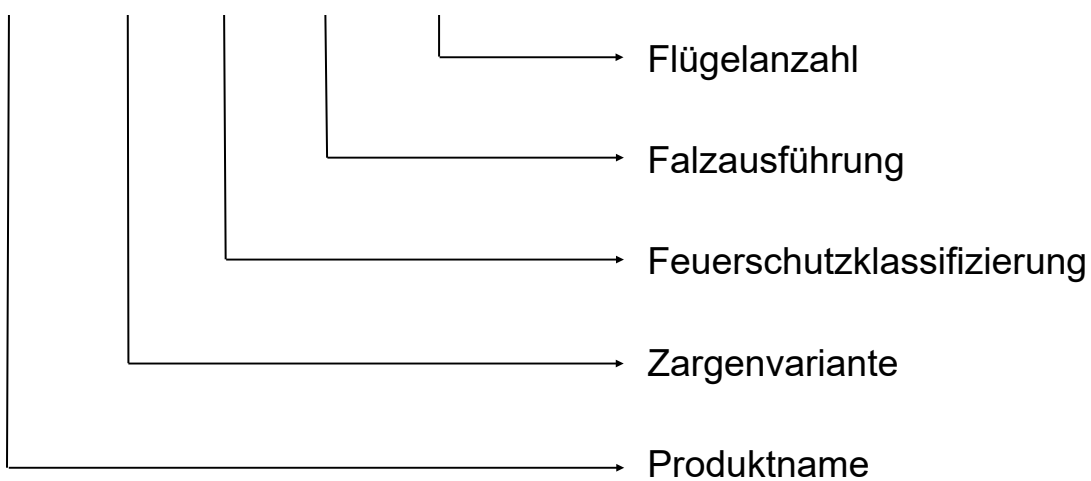 Flügelanzahl
Falzausführung
Feuerschutzklassifizierung
Zargenvariante
Produktname